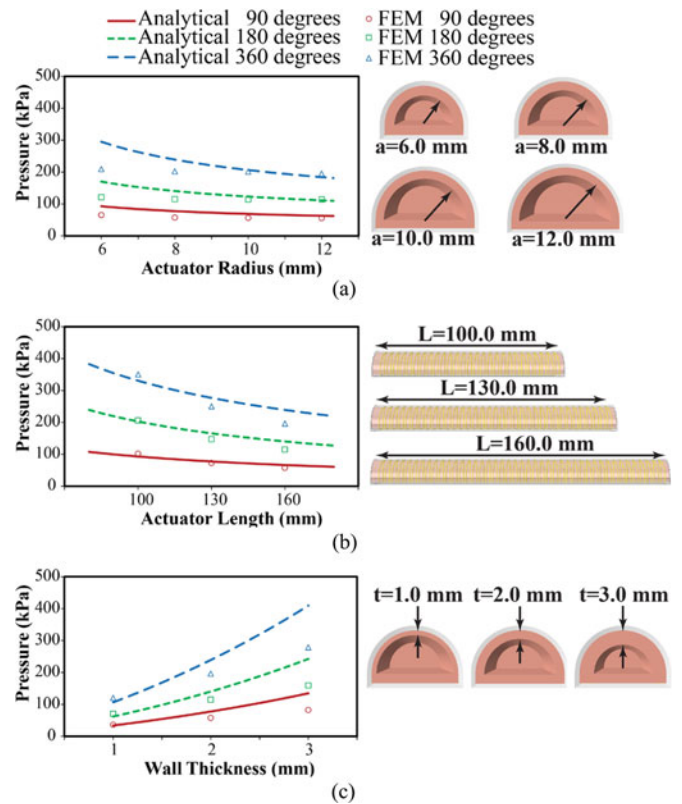 Analytical 90 degrees
Analytical 180 degrees
Analytical 360 degrees
FEM 90 degrees
FEM 180 degrees
FEM 360 degrees
Pressure (kPa)
500
400
300
200
100
0
6 8 10 12
Actuator Radius (mm)
a=6.0 mm
a=8.0 mm
a=10.0 mm
a=12.0 mm
(a)
Pressure (kPa)
500
400
300
200
100
0
100 130 160
Actuator Length (mm)
L=100.0 mm
L=130.0 mm
L=160.0 mm
(b)
Pressure (kPa)
500
400
300
200
100
0
1 2 3
Wall Thickness (mm)
t=1.0 mm
t=2.0 mm
t=3.0 mm
(c)